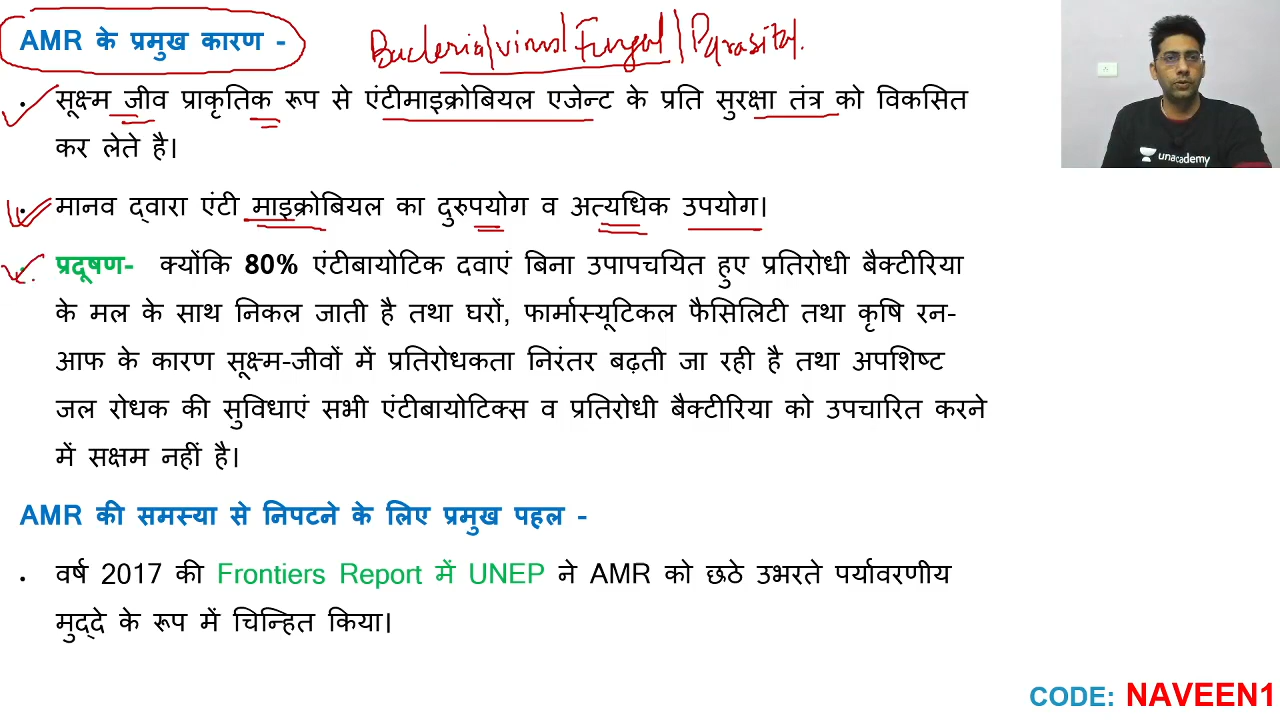 AMR के प्रमुख कारण -
Bacteria/virus/Fungal/Parasital.
• सूक्ष्म जीव प्राकृतिक रूप से एंटीमाइक्रोबियल एजेन्ट के प्रति सुरक्षा तंत्र को विकसित
कर लेते है।
• मानव द्वारा एंटी माइक्रोबियल का दुरुपयोग व अत्यधिक उपयोग।
• प्रदूषण- क्योंकि 80% एंटीबायोटिक दवाएं बिना उपापचयित हुए प्रतिरोधी बैक्टीरिया
के मल के साथ निकल जाती है तथा घरों, फार्मास्यूटिकल फैसिलिटी तथा कृषि रन-
आफ के कारण सूक्ष्म-जीवों में प्रतिरोधकता निरंतर बढ़ती जा रही है तथा अपशिष्ट
जल रोधक की सुविधाएं सभी एंटीबायोटिक्स व प्रतिरोधी बैक्टीरिया को उपचारित करने
में सक्षम नहीं है।
AMR की समस्या से निपटने के लिए प्रमुख पहल -
• वर्ष 2017 की Frontiers Report में UNEP ने AMR को छठे उभरते पर्यावरणीय
मुद्दे के रूप में चिन्हित किया।
unacademy
CODE: NAVEEN1